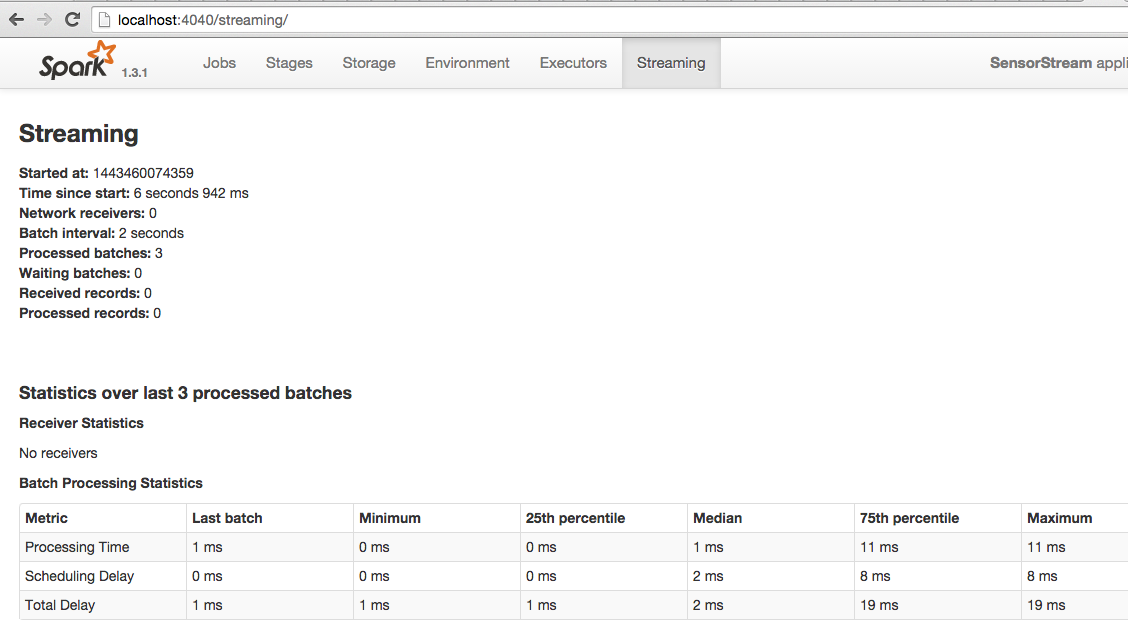 localhost:4040/streaming/
Spark 1.3.1 Jobs Stages Storage Environment Executors Streaming SensorStream appli
Streaming
Started at: 1443460074359
Time since start: 6 seconds 942 ms
Network receivers: 0
Batch interval: 2 seconds
Processed batches: 3
Waiting batches: 0
Received records: 0
Processed records: 0
Statistics over last 3 processed batches
Receiver Statistics
No receivers
Batch Processing Statistics
Metric Last batch Minimum 25th percentile Median 75th percentile Maximum
Processing Time 1 ms 0 ms 0 ms 1 ms 11 ms 11 ms
Scheduling Delay 0 ms 0 ms 0 ms 2 ms 8 ms 8 ms
Total Delay 1 ms 1 ms 1 ms 2 ms 19 ms 19 ms